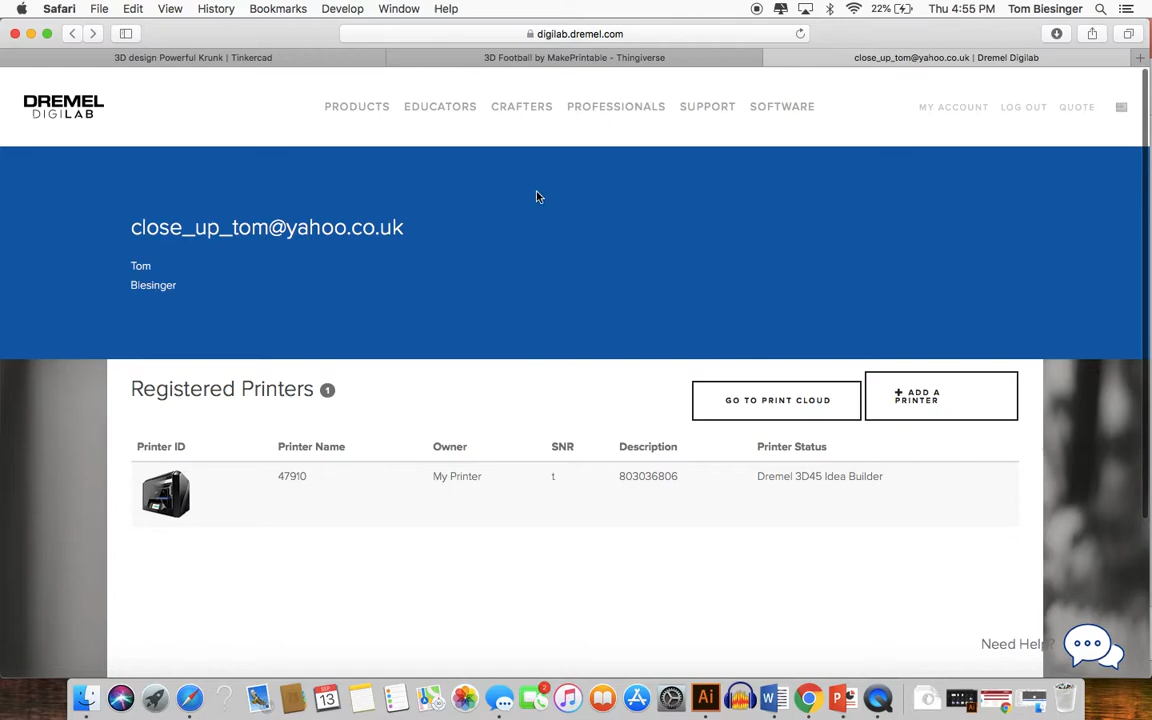 Safari File Edit View History Bookmarks Develop Window Help 22% Thu 4:55 PM Tom Biesinger
digilab.dremel.com
3D design Powerful Krunk | Tinkercad 3D Football by MakePrintable - Thingiverse close_up_tom@yahoo.co.uk | Dremel Digilab
DREMEL
DIGILAB
PRODUCTS EDUCATORS CRAFTERS PROFESSIONALS SUPPORT SOFTWARE MY ACCOUNT LOG OUT QUOTE
close_up_tom@yahoo.co.uk
Tom
Biesinger
Registered Printers 1
GO TO PRINT CLOUD
+ ADD A
PRINTER
Printer ID Printer Name Owner SNR Description Printer Status
47910 My Printer t 803036806 Dremel 3D45 Idea Builder
Need Help?
SEP
13
2
Ai
W
P